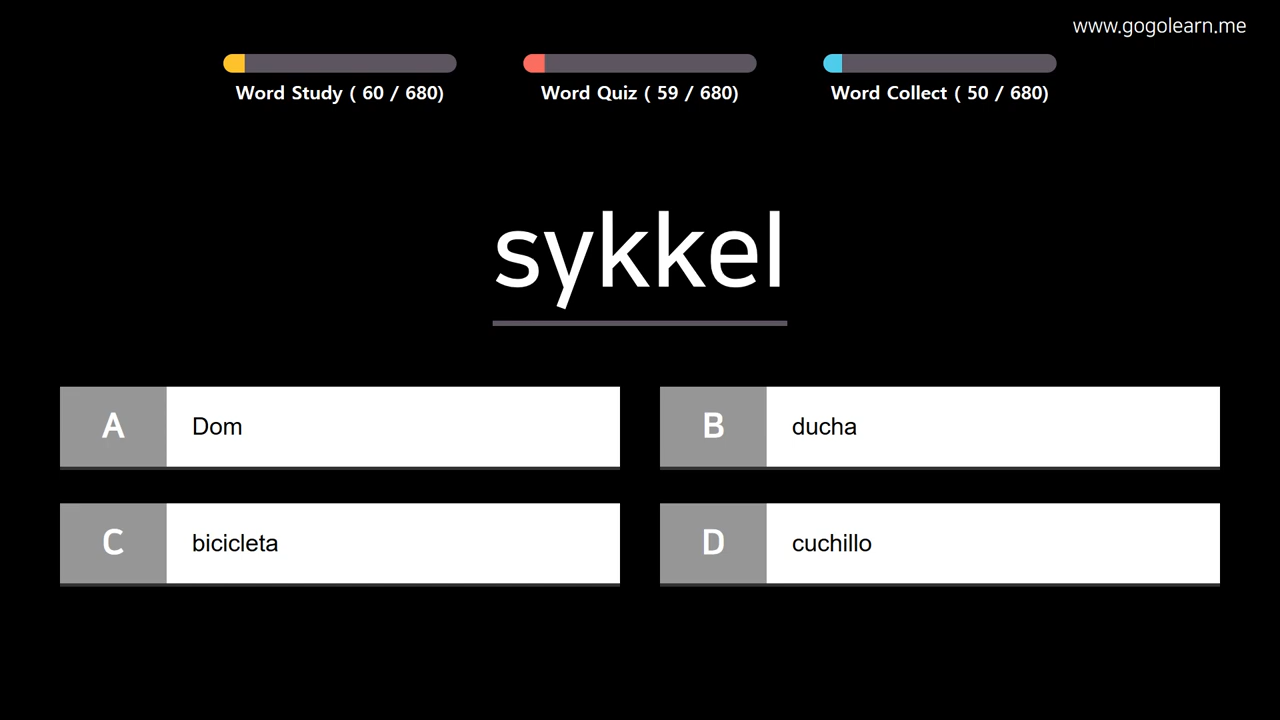 www.gogolearn.me
Word Study ( 60 / 680)
Word Quiz ( 59 / 680)
Word Collect ( 50 / 680)
sykkel
A Dom
B ducha
C bicicleta
D cuchillo